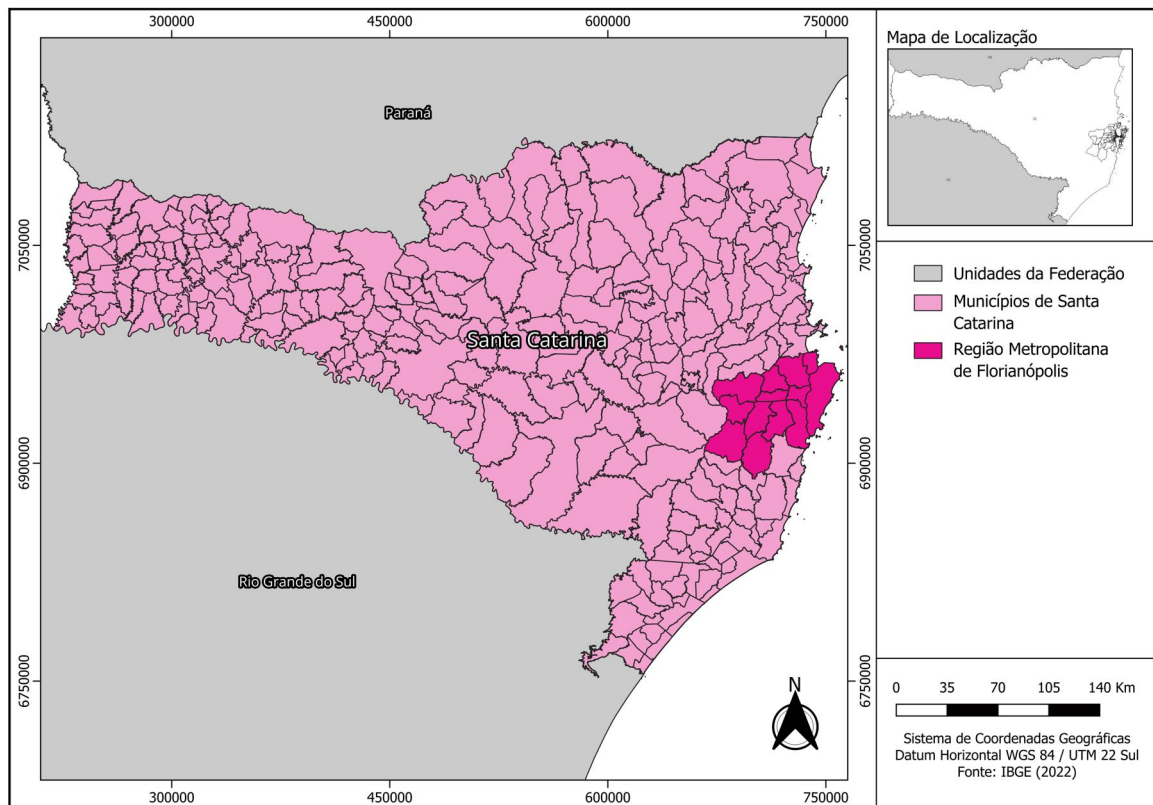 300000
450000
600000
750000
Paraná
Santa Catarina
Rio Grande do Sul
7050000
6900000
6750000
7050000
6900000
6750000
N
300000
450000
600000
750000
Mapa de Localização
Unidades da Federação
Municípios de Santa
Catarina
Região Metropolitana
de Florianópolis
0 35 70 105 140 Km
Sistema de Coordenadas Geográficas
Datum Horizontal WGS 84 / UTM 22 Sul
Fonte: IBGE (2022)